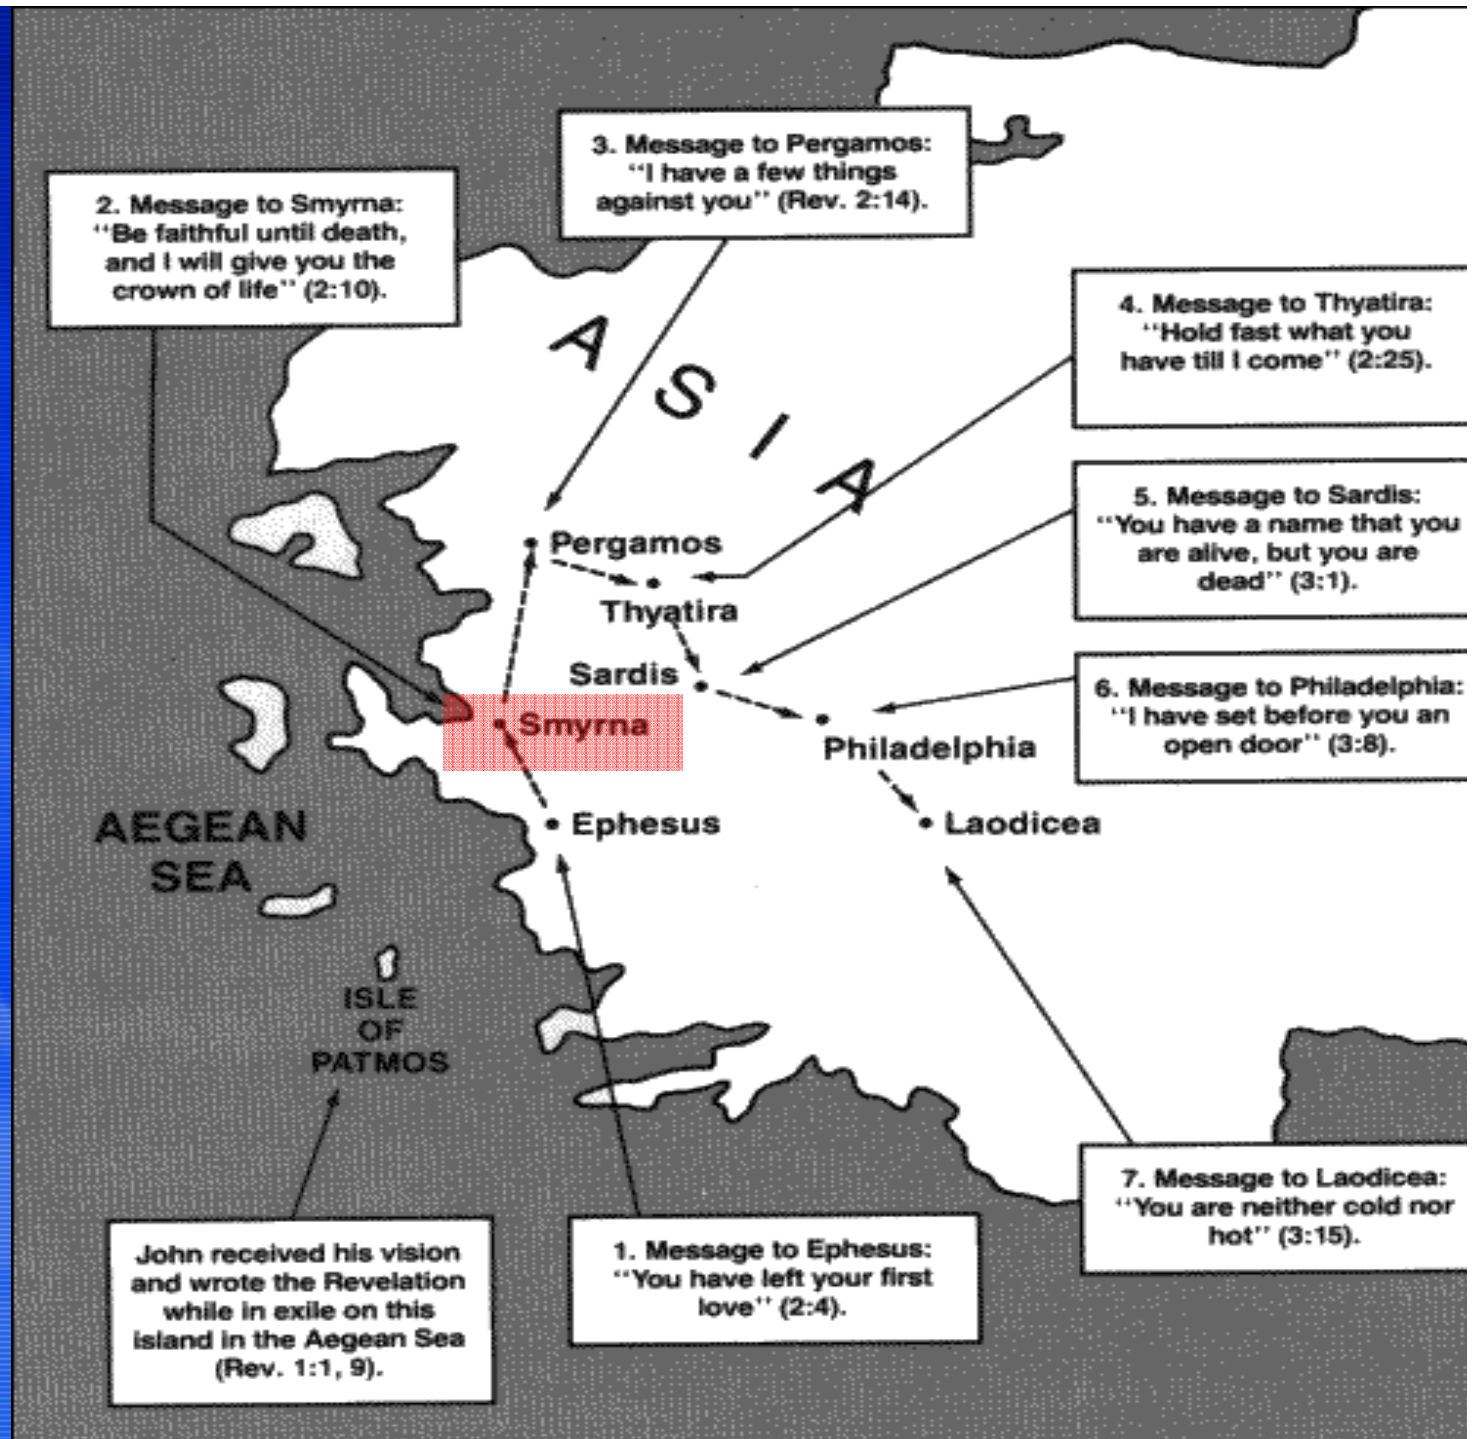 3. Message to Pergamos:
“I have a few things
against you” (Rev. 2:14).
2. Message to Smyrna:
“Be faithful until death,
and I will give you the
crown of life” (2:10).
4. Message to Thyatira:
“Hold fast what you
have till I come” (2:25).
ASIA
5. Message to Sardis:
“You have a name that you
are alive, but you are
dead” (3:1).
Pergamos
Thyatira
Sardis
6. Message to Philadelphia:
“I have set before you an
open door” (3:8).
Smyrna
Philadelphia
Ephesus
Laodicea
AEGEAN
SEA
ISLE
OF
PATMOS
7. Message to Laodicea:
“You are neither cold nor
hot” (3:15).
John received his vision
and wrote the Revelation
while in exile on this
island in the Aegean Sea
(Rev. 1:1, 9).
1. Message to Ephesus:
“You have left your first
love” (2:4).